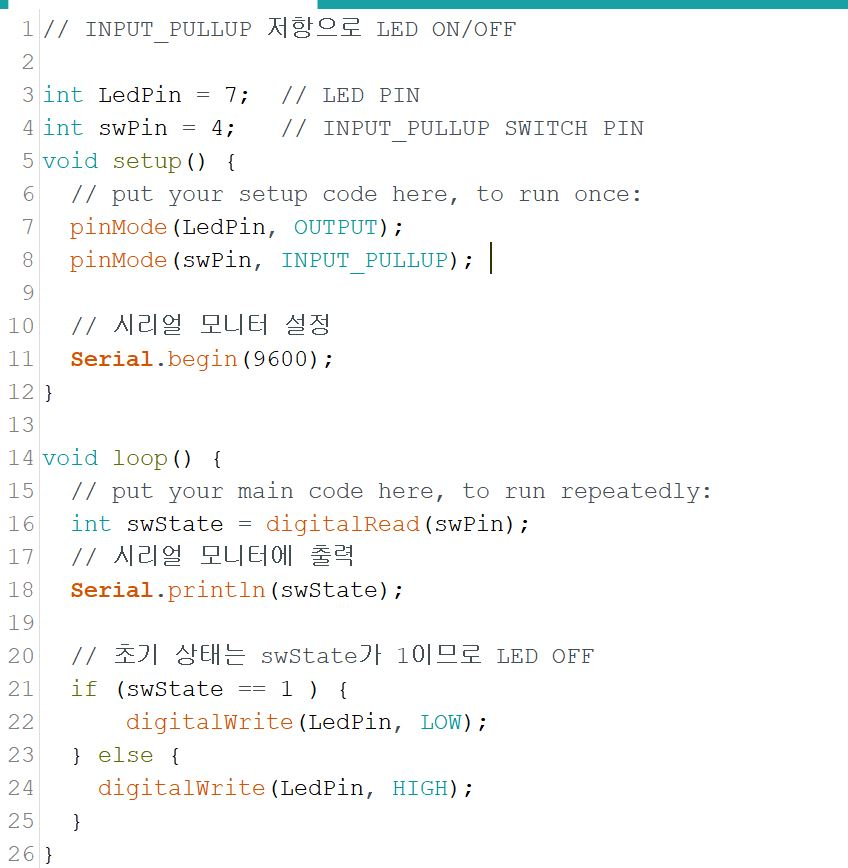 1 // INPUT_PULLUP 저항으로 LED ON/OFF
2
3 int LedPin = 7;  // LED PIN
4 int swPin = 4;   // INPUT_PULLUP SWITCH PIN
5 void setup() {
6   // put your setup code here, to run once:
7   pinMode(LedPin, OUTPUT);
8   pinMode(swPin, INPUT_PULLUP);
9
10   // 시리얼 모니터 설정
11   Serial.begin(9600);
12 }
13
14 void loop() {
15   // put your main code here, to run repeatedly:
16   int swState = digitalRead(swPin);
17   // 시리얼 모니터에 출력
18   Serial.println(swState);
19
20   // 초기 상태는 swState가 1이므로 LED OFF
21   if (swState == 1 ) {
22       digitalWrite(LedPin, LOW);
23   } else {
24     digitalWrite(LedPin, HIGH);
25   }
26 }